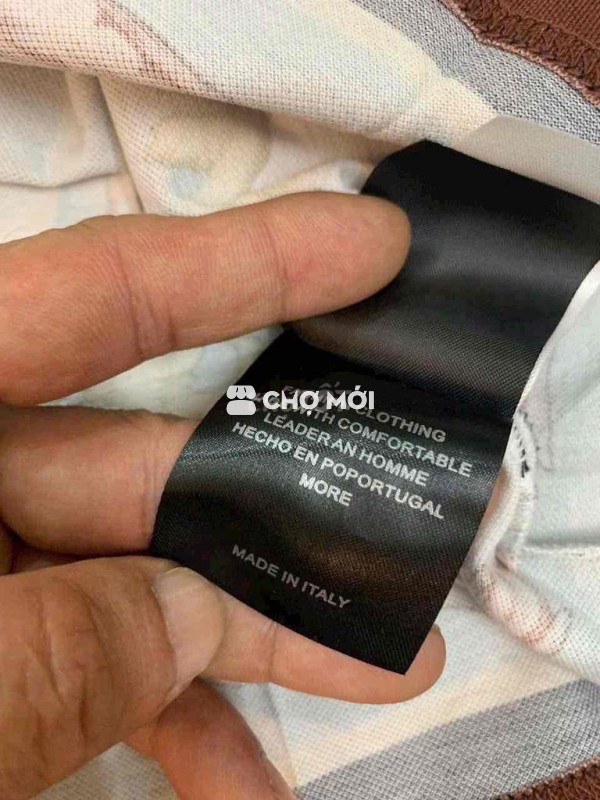 CHỢ MỚI
CLOTHING
WITH COMFORTABLE
LEADER AN HOMME
HECHO EN POPORTUGAL
MORE
MADE IN ITALY